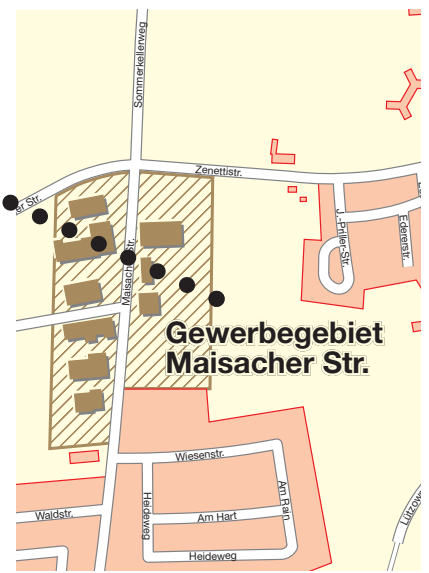 Sommerkellerweg
Zenettistr.
er Str.
J.-Priller-Str.
Edererstr.
Maisacher Str.
Gewerbegebiet
Maisacher Str.
Wiesenstr.
Am Rain
Heideweg
Am Hart
Waldstr.
Heideweg
Lützow